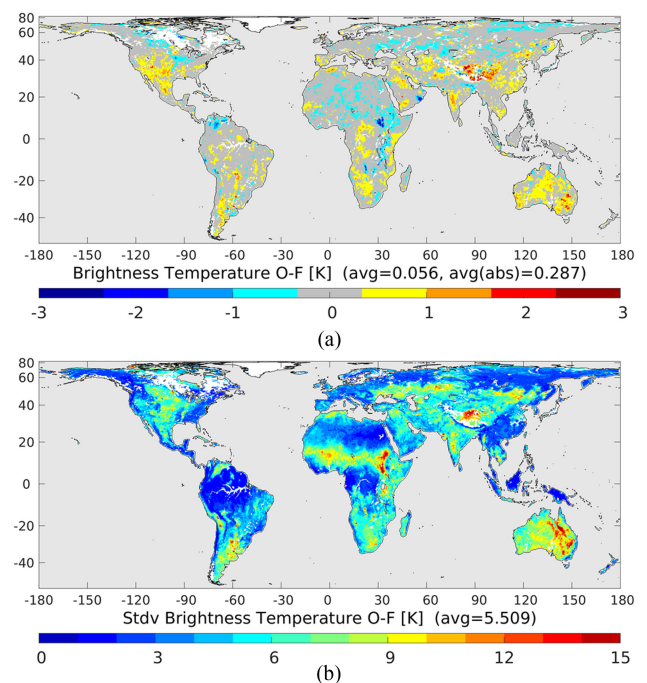 80
60
40
20
0
-20
-40
-180 -150 -120 -90 -60 -30 0 30 60 90 120 150 180
Brightness Temperature O-F [K] (avg=0.056, avg(abs)=0.287)
-3 -2 -1 0 1 2 3
(a)
80
60
40
20
0
-20
-40
-180 -150 -120 -90 -60 -30 0 30 60 90 120 150 180
Stdv Brightness Temperature O-F [K] (avg=5.509)
0 3 6 9 12 15
(b)